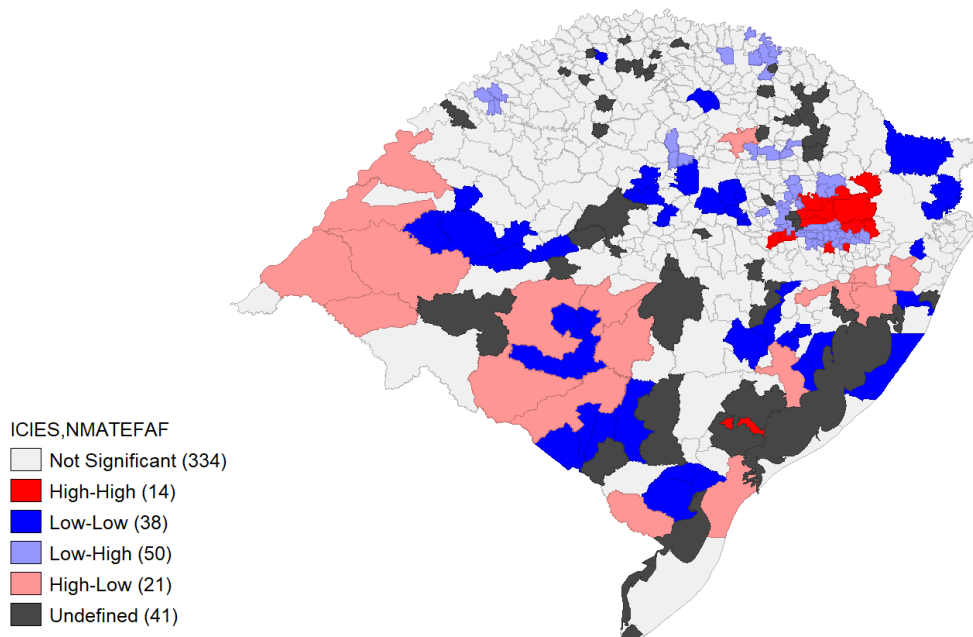 ICIES,NMATEFAF
Not Significant (334)
High-High (14)
Low-Low (38)
Low-High (50)
High-Low (21)
Undefined (41)